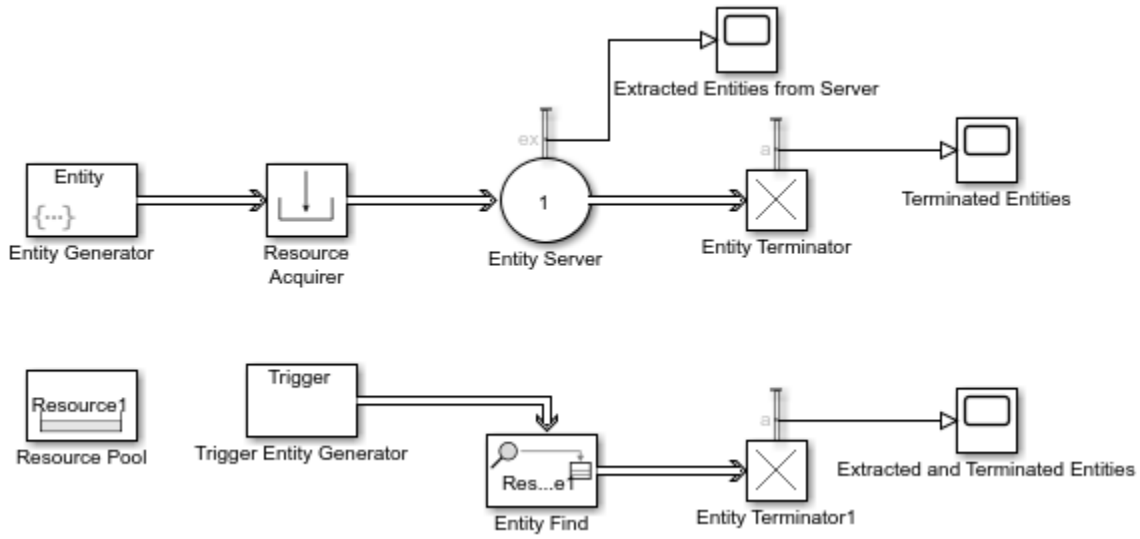 Extracted Entities from Server
ex
a
Terminated Entities
Entity
{...}
Entity Generator
Resource
Acquirer
1
Entity Server
Entity Terminator
Resource1
Resource Pool
Trigger
Trigger Entity Generator
Res...e1
Entity Find
a
Entity Terminator1
Extracted and Terminated Entities